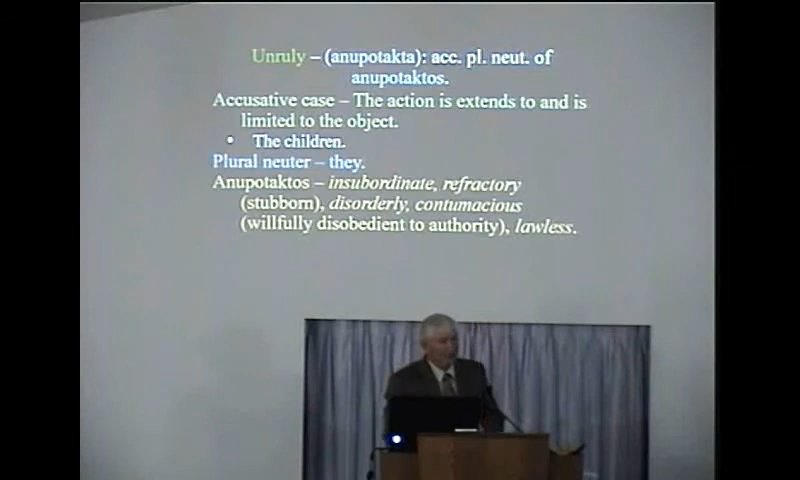 Unruly – (anupotakta): acc. pl. neut. of
anupotaktos.
Accusative case – The action is extends to and is
limited to the object.
• The children.
Plural neuter – they.
Anupotaktos – insubordinate, refractory
(stubborn), disorderly, contumacious
(willfully disobedient to authority), lawless.